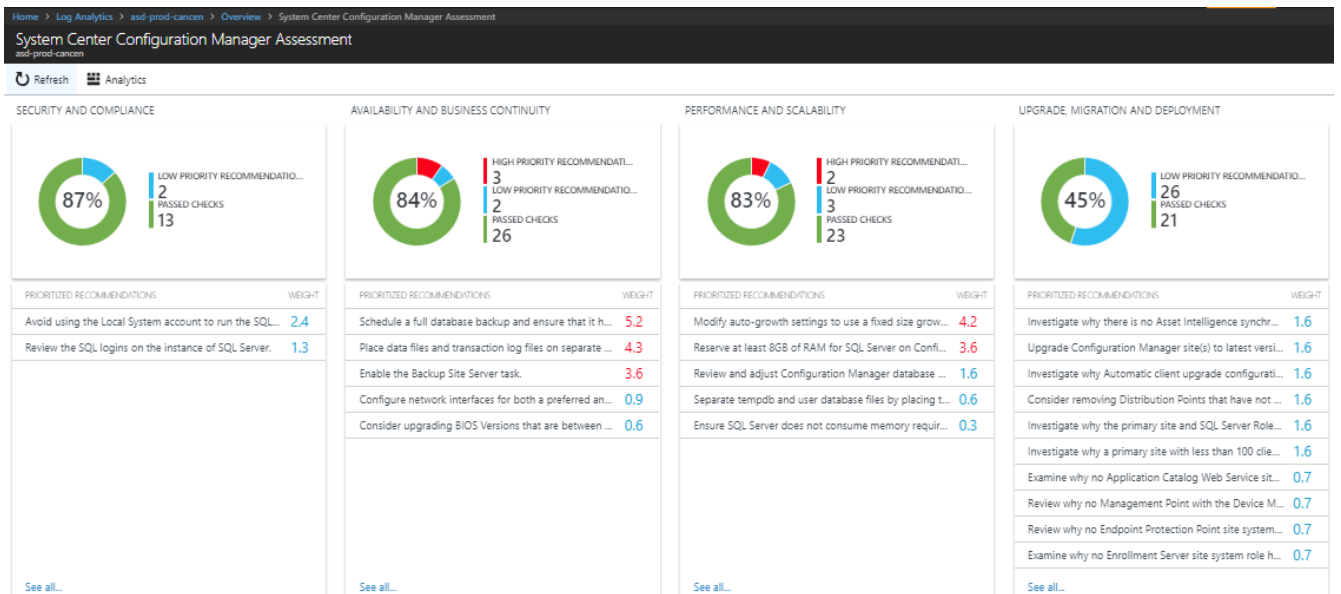 Home > Log Analytics > asd-prod-cancen > Overview > System Center Configuration Manager Assessment
System Center Configuration Manager Assessment
asd-prod-cancen
Refresh Analytics
SECURITY AND COMPLIANCE
87%
LOW PRIORITY RECOMMENDATIO...
2
PASSED CHECKS
13
PRIORITIZED RECOMMENDATIONS WEIGHT
Avoid using the Local System account to run the SQL... 2.4
Review the SQL logins on the instance of SQL Server. 1.3
See all...
AVAILABILITY AND BUSINESS CONTINUITY
84%
HIGH PRIORITY RECOMMENDATI...
3
LOW PRIORITY RECOMMENDATIO...
2
PASSED CHECKS
26
PRIORITIZED RECOMMENDATIONS WEIGHT
Schedule a full database backup and ensure that it h... 5.2
Place data files and transaction log files on separate ... 4.3
Enable the Backup Site Server task. 3.6
Configure network interfaces for both a preferred an... 0.9
Consider upgrading BIOS Versions that are between ... 0.6
See all...
PERFORMANCE AND SCALABILITY
83%
HIGH PRIORITY RECOMMENDATI...
2
LOW PRIORITY RECOMMENDATIO...
3
PASSED CHECKS
23
PRIORITIZED RECOMMENDATIONS WEIGHT
Modify auto-growth settings to use a fixed size grow... 4.2
Reserve at least 8GB of RAM for SQL Server on Confi... 3.6
Review and adjust Configuration Manager database ... 1.6
Separate tempdb and user database files by placing t... 0.6
Ensure SQL Server does not consume memory requir... 0.3
See all...
UPGRADE, MIGRATION AND DEPLOYMENT
45%
LOW PRIORITY RECOMMENDATIO...
26
PASSED CHECKS
21
PRIORITIZED RECOMMENDATIONS WEIGHT
Investigate why there is no Asset Intelligence synchr... 1.6
Upgrade Configuration Manager site(s) to latest versi... 1.6
Investigate why Automatic client upgrade configurati... 1.6
Consider removing Distribution Points that have not ... 1.6
Investigate why the primary site and SQL Server Role... 1.6
Investigate why a primary site with less than 100 clie... 1.6
Examine why no Application Catalog Web Service sit... 0.7
Review why no Management Point with the Device M... 0.7
Review why no Endpoint Protection Point site system... 0.7
Examine why no Enrollment Server site system role h... 0.7
See all...